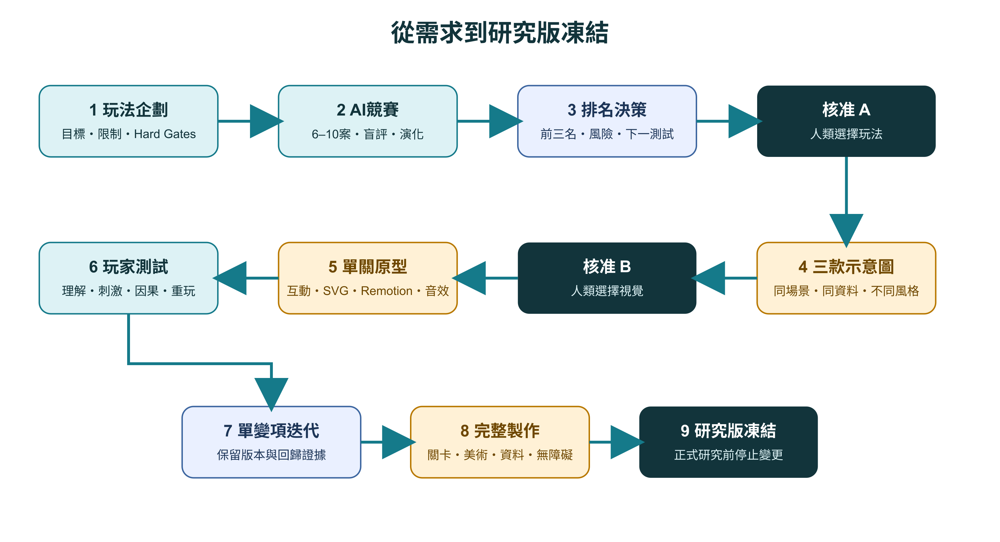 從需求到研究版凍結
1 玩法企劃
目標・限制・Hard Gates
2 AI競賽
6–10案・盲評・演化
3 排名決策
前三名・風險・下一測試
核准 A
人類選擇玩法
4 三款示意圖
同場景・同資料・不同風格
核准 B
人類選擇視覺
5 單關原型
互動・SVG・Remotion・音效
6 玩家測試
理解・刺激・因果・重玩
7 單變項迭代
保留版本與回歸證據
8 完整製作
關卡・美術・資料・無障礙
9 研究版凍結
正式研究前停止變更